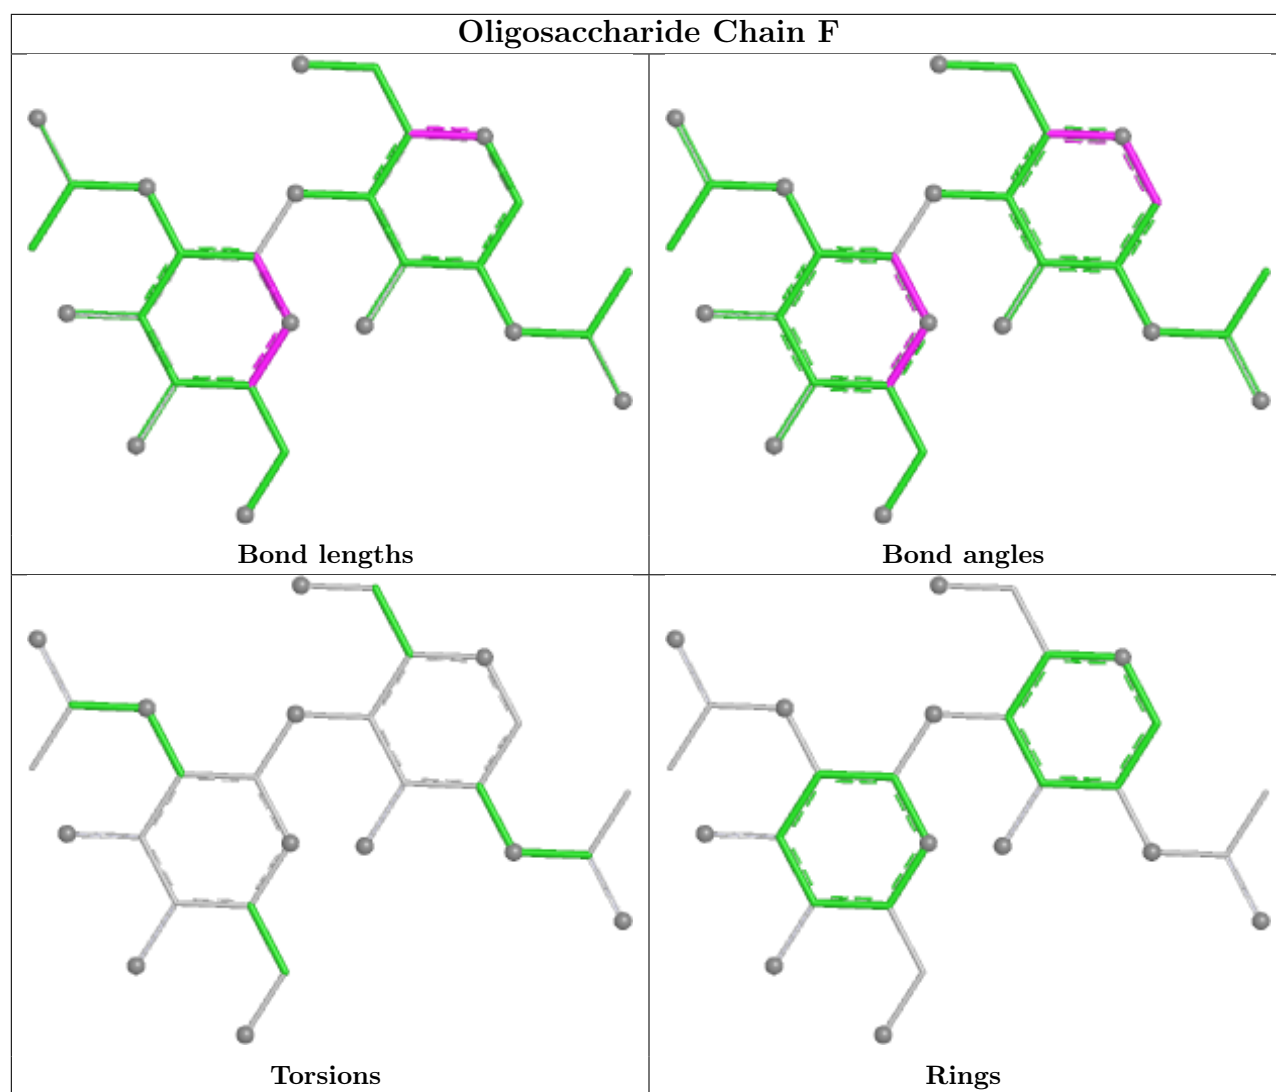 Oligosaccharide Chain F
Bond lengths
Bond angles
Torsions
Rings